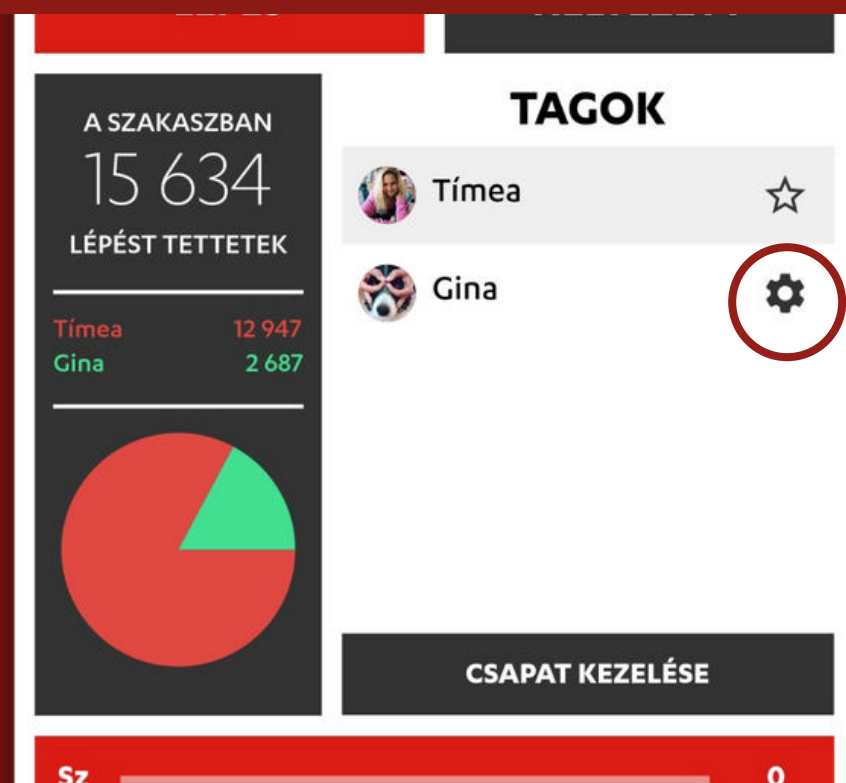 A SZAKASZBAN
15 634
LÉPÉST TETTETEK
Tímea 12 947
Gina 2 687
TAGOK
Tímea
Gina
CSAPAT KEZELÉSE
Sz 0